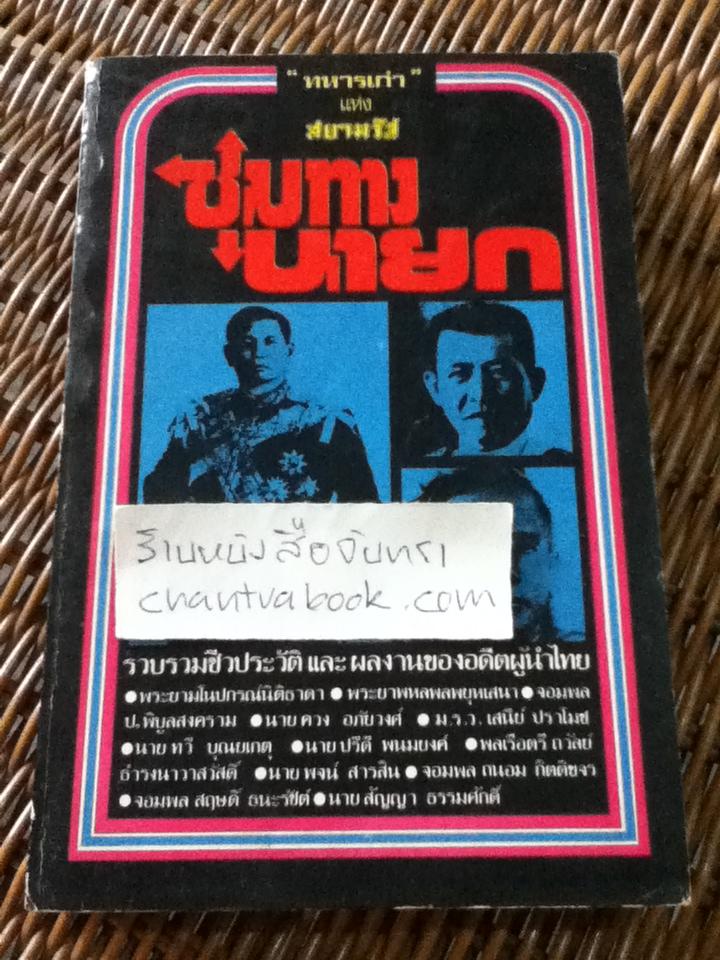 "ทหารเก่า"
แห่ง
สยามรัฐ
ชุมทาง
นายก
ร้านหนังสือจันทรา
chantrabook.com
รวบรวมชีวประวัติ และ ผลงานของอดีตผู้นำไทย
●พระยามโนปกรณ์นิติธาดา ●พระยาพหลพลพยุหเสนา ●จอมพล
ป.พิบูลสงคราม ●นายควง อภัยวงศ์ ●ม.ร.ว. เสนีย์ ปราโมช
●นายทวี บุณยเกตุ ●นายปรีดี พนมยงค์ ●พลเรือตรี ถวัลย์
ธำรงนาวาสวัสดิ์ ●นายพจน์ สารสิน ●จอมพล ถนอม กิตติขจร
●จอมพล สฤษดิ์ ธนะรัชต์ ●นายสัญญา ธรรมศักดิ์